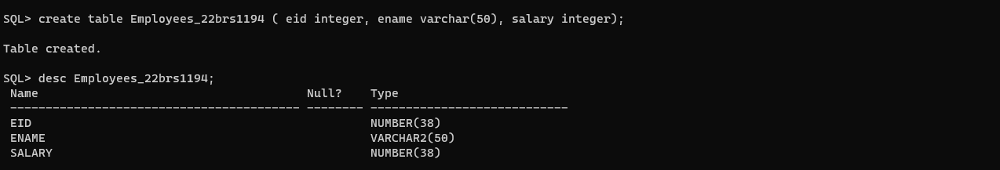 SQL> create table Employees_22brs1194 ( eid integer, ename varchar(50), salary integer);
Table created.
SQL> desc Employees_22brs1194;
 Name                                      Null?    Type
 ----------------------------------------- -------- ----------------------------
 EID                                                NUMBER(38)
 ENAME                                              VARCHAR2(50)
 SALARY                                             NUMBER(38)